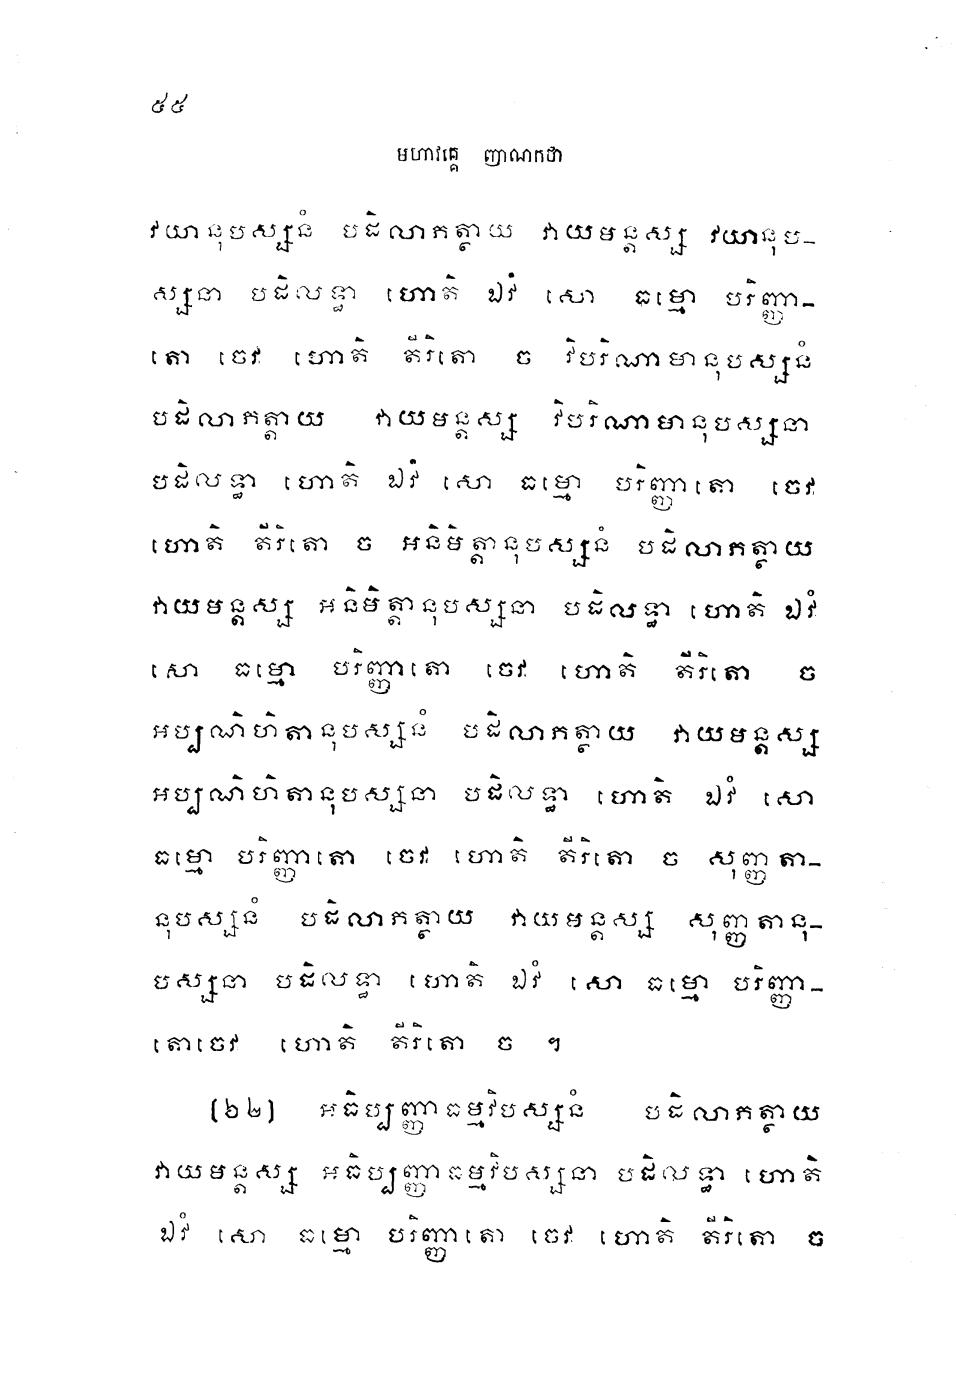 ៥៥
មហាវគ្គេ ញាណកថា
វយានុបស្សនំ បដិលាភត្ថាយ វាយមន្តស្ស វយានុប-
ស្សនា បដិលទ្ធា ហោតិ ឯវំ សោ ធម្មោ បរិញ្ញា-
តោ ចេវ ហោតិ តីរិតោ ច វិបរិណាមានុបស្សនំ
បដិលាភត្ថាយ វាយមន្តស្ស វិបរិណាមានុបស្សនា
បដិលទ្ធា ហោតិ ឯវំ សោ ធម្មោ បរិញ្ញាតោ ចេវ
ហោតិ តីរិតោ ច អនិមិត្តានុបស្សនំ បដិលាភត្ថាយ
វាយមន្តស្ស អនិមិត្តានុបស្សនា បដិលទ្ធា ហោតិ ឯវំ
សោ ធម្មោ បរិញ្ញាតោ ចេវ ហោតិ តីរិតោ ច
អប្បណិហិតានុបស្សនំ បដិលាភត្ថាយ វាយមន្តស្ស
អប្បណិហិតានុបស្សនា បដិលទ្ធា ហោតិ ឯវំ សោ
ធម្មោ បរិញ្ញាតោ ចេវ ហោតិ តីរិតោ ច សុញ្ញតា-
នុបស្សនំ បដិលាភត្ថាយ វាយមន្តស្ស សុញ្ញតានុ-
បស្សនា បដិលទ្ធា ហោតិ ឯវំ សោ ធម្មោ បរិញ្ញា-
តោចេវ ហោតិ តីរិតោ ច ។
(៦២) អធិប្បញ្ញាធម្មវិបស្សនំ បដិលាភត្ថាយ
វាយមន្តស្ស អធិប្បញ្ញាធម្មវិបស្សនា បដិលទ្ធា ហោតិ
ឯវំ សោ ធម្មោ បរិញ្ញាតោ ចេវ ហោតិ តីរិតោ ច